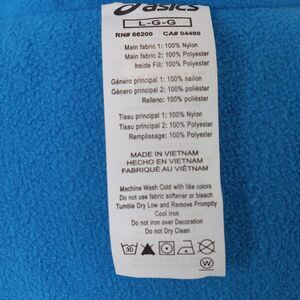 asics
L-G-G
RN# 66200 CA# 04480
Main fabric 1: 100% Nylon
Main fabric 2: 100% Polyester
Inside Fill: 100% Polyester
Género principal 1: 100% nailon
Género principal 2: 100% poliéster
Relleno: 100% poliéster
Tissu principal 1: 100% Nylon
Tissu principal 2: 100% Polyester
Remplissage: 100% Polyester
MADE IN VIETNAM
HECHO EN VIETNAM
FABRIQUÉ AU VIÊTNAM
Machine Wash Cold with like colors
Do not use fabric softener or bleach
Tumble Dry Low and Remove Promptly
Cool Iron
Do not iron over Decoration
Do not Dry Clean
30
W